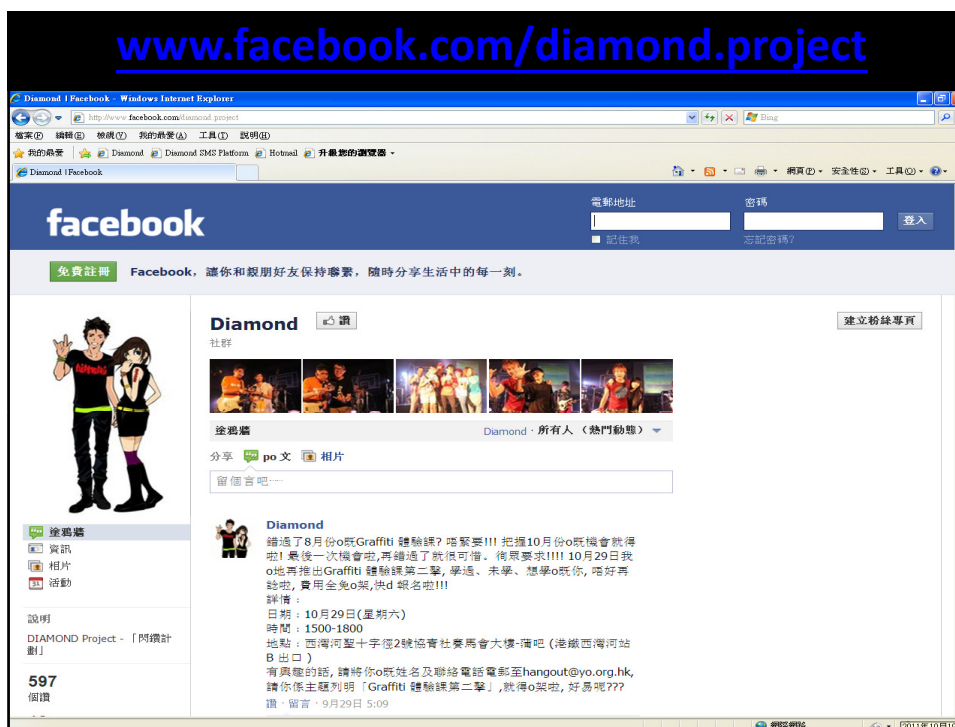 www.facebook.com/diamond.project
Diamond | Facebook - Windows Internet Explorer
http://www.facebook.com/diamond.project
Bing
檔案(F) 編輯(E) 檢視(V) 我的最愛(A) 工具(T) 說明(H)
我的最愛 Diamond Diamond SMS Platform Hotmail 升級您的瀏覽器
Diamond | Facebook
網頁(P) 安全性(S) 工具(O)
電郵地址 密碼
facebook
登入
記住我 忘記密碼?
免費註冊 Facebook，讓你和親朋好友保持聯繫，隨時分享生活中的每一刻。
Diamond 讚 建立粉絲專頁
社群
塗鴉牆 Diamond · 所有人 (熱門動態)
分享 po 文 相片
留個言吧……
塗鴉牆
資訊
相片
活動
說明
DIAMOND Project - 「閃鑽計
劃」
597
個讚
Diamond
錯過了8月份o既Graffiti 體驗課? 唔緊要!!! 把握10月份o既機會就得
啦! 最後一次機會啦,再錯過了就很可惜。徇眾要求!!!! 10月29日我
o地再推出Graffiti 體驗課第二擊, 學過、未學、想學o既你, 唔好再
諗啦, 費用全免o架,快d 報名啦!!!
詳情 :
日期 : 10月29日(星期六)
時間 : 1500-1800
地點 : 西灣河聖十字徑2號協青社賽馬會大樓-蒲吧 (港鐵西灣河站
B 出口 )
有興趣的話, 請將你o既姓名及聯絡電話電郵至hangout@yo.org.hk,
請你係主題列明「Graffiti 體驗課第二擊」,就得o架啦, 好易呢???
讚 · 留言 · 9月29日 5:09
網際網路